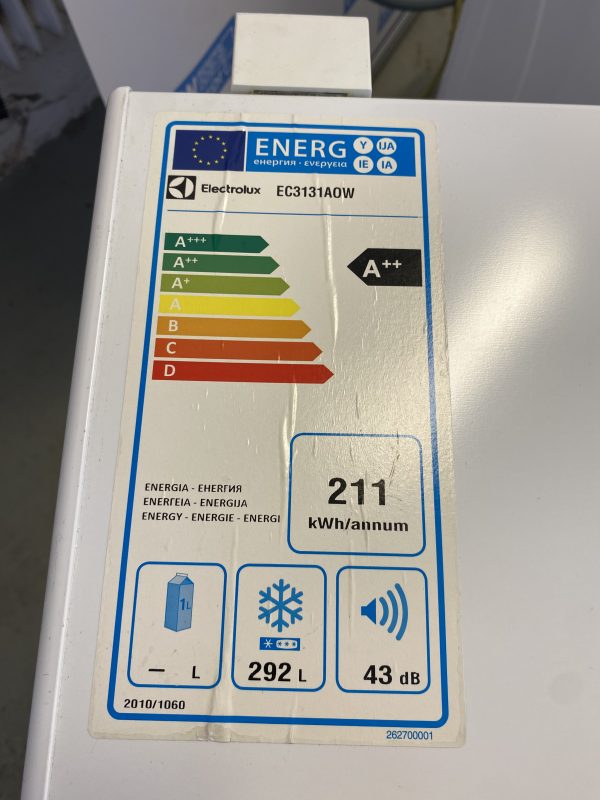 ENERG Y IJA
енергия · ενεργεια IE IA
Electrolux EC3131AOW
A+++
A++
A+
A
B
C
D
A++
ENERGIA - ЕНЕРГИЯ
ΕΝΕΡΓΕΙΑ - ENERGIJA
ENERGY - ENERGIE - ENERGI
211
kWh/annum
1L
– L
292 L
43 dB
2010/1060
262700001